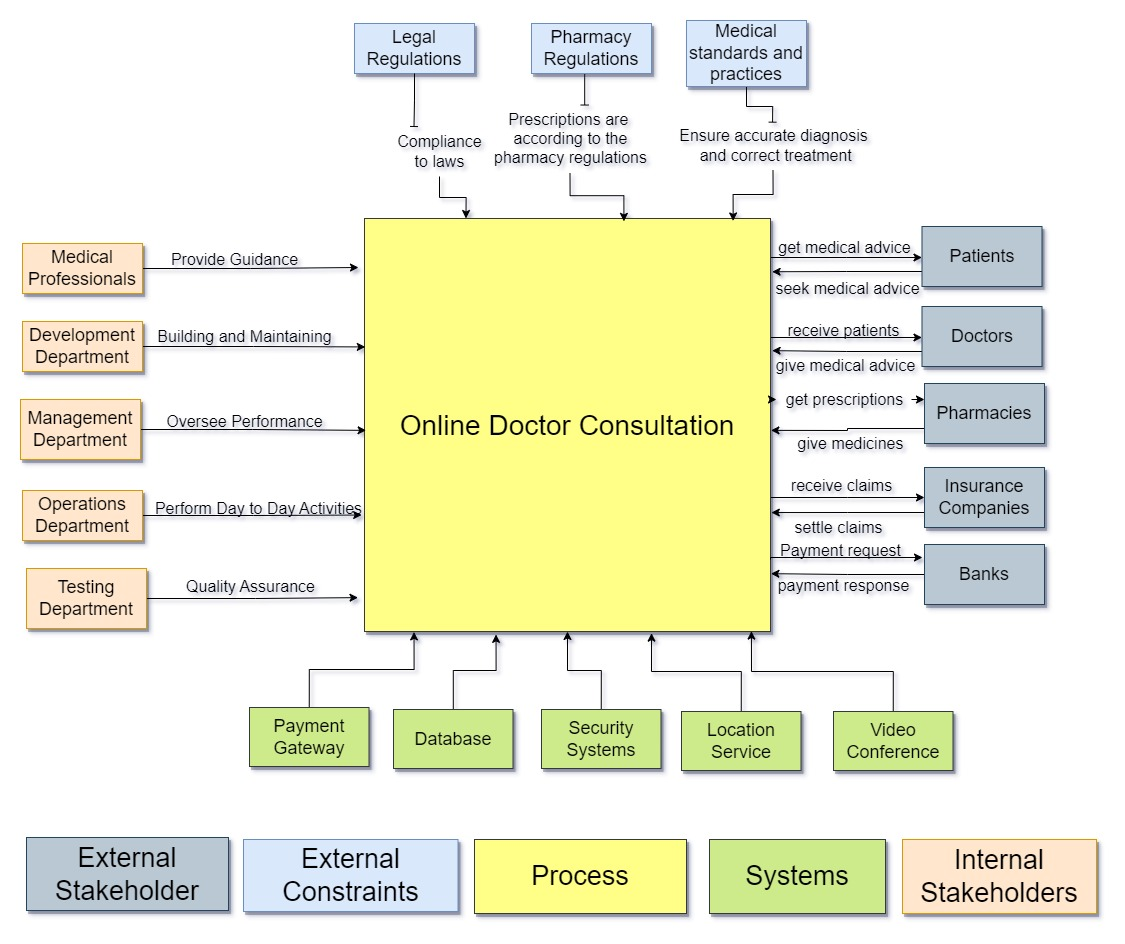 Legal
Regulations
Pharmacy
Regulations
Medical
standards and
practices
Compliance
to laws
Prescriptions are
according to the
pharmacy regulations
Ensure accurate diagnosis
and correct treatment
Medical
Professionals
Provide Guidance
Development
Department
Building and Maintaining
Management
Department
Oversee Performance
Operations
Department
Perform Day to Day Activities
Testing
Department
Quality Assurance
Online Doctor Consultation
get medical advice
seek medical advice
Patients
receive patients
give medical advice
Doctors
get prescriptions
give medicines
Pharmacies
receive claims
settle claims
Insurance
Companies
Payment request
payment response
Banks
Payment
Gateway
Database
Security
Systems
Location
Service
Video
Conference
External
Stakeholder
External
Constraints
Process
Systems
Internal
Stakeholders